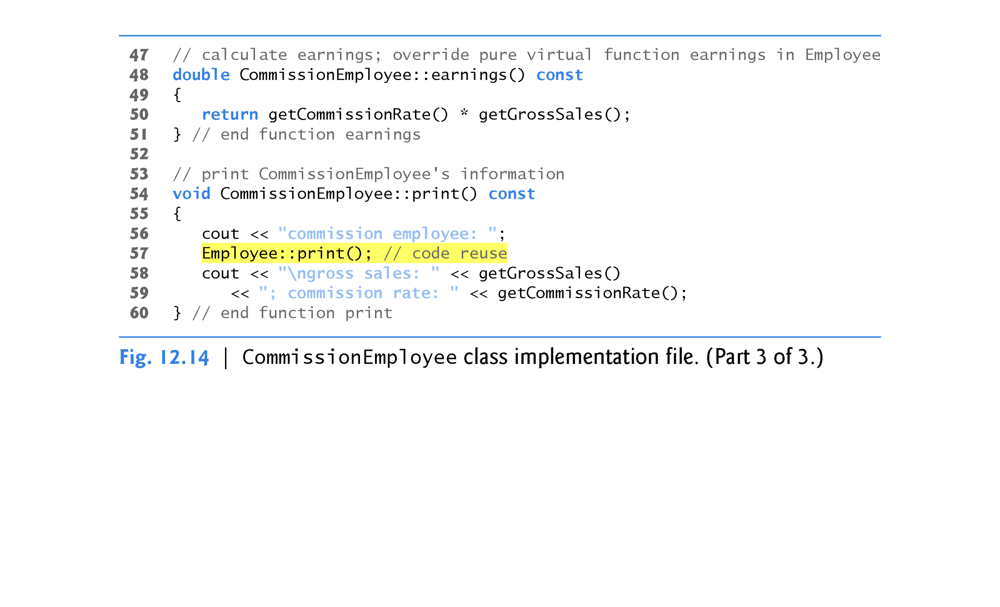 47 // calculate earnings; override pure virtual function earnings in Employee
48 double CommissionEmployee::earnings() const
49 {
50    return getCommissionRate() * getGrossSales();
51 } // end function earnings
52
53 // print CommissionEmployee's information
54 void CommissionEmployee::print() const
55 {
56    cout << "commission employee: ";
57    Employee::print(); // code reuse
58    cout << "\ngross sales: " << getGrossSales()
59       << "; commission rate: " << getCommissionRate();
60 } // end function print
Fig. 12.14 | CommissionEmployee class implementation file. (Part 3 of 3.)